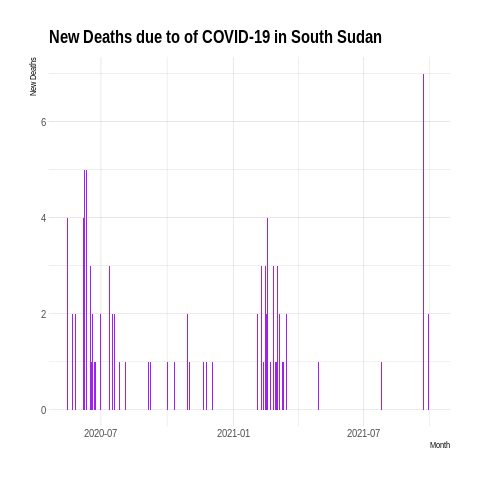 New Deaths due to of COVID-19 in South Sudan
New Deaths
6
4
2
0
2020-07
2021-01
2021-07
Month